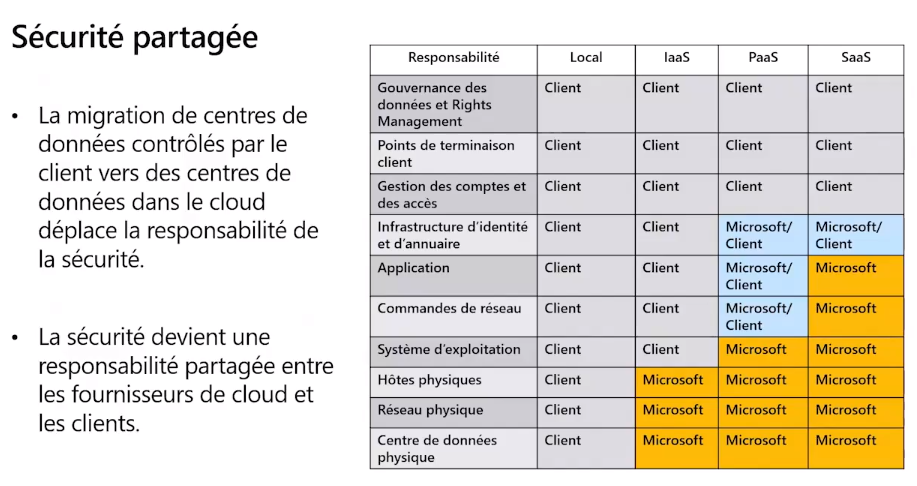 Sécurité partagée
• La migration de centres de
données contrôlés par le
client vers des centres de
données dans le cloud
déplace la responsabilité de
la sécurité.
• La sécurité devient une
responsabilité partagée entre
les fournisseurs de cloud et
les clients.
Responsabilité Local IaaS PaaS SaaS
Gouvernance des Client Client Client Client
données et Rights
Management
Points de terminaison Client Client Client Client
client
Gestion des comptes et Client Client Client Client
des accès
Infrastructure d'identité Client Client Microsoft/ Microsoft/
et d'annuaire Client Client
Application Client Client Microsoft/ Microsoft
Client
Commandes de réseau Client Client Microsoft/ Microsoft
Client
Système d'exploitation Client Client Microsoft Microsoft
Hôtes physiques Client Microsoft Microsoft Microsoft
Réseau physique Client Microsoft Microsoft Microsoft
Centre de données Client Microsoft Microsoft Microsoft
physique